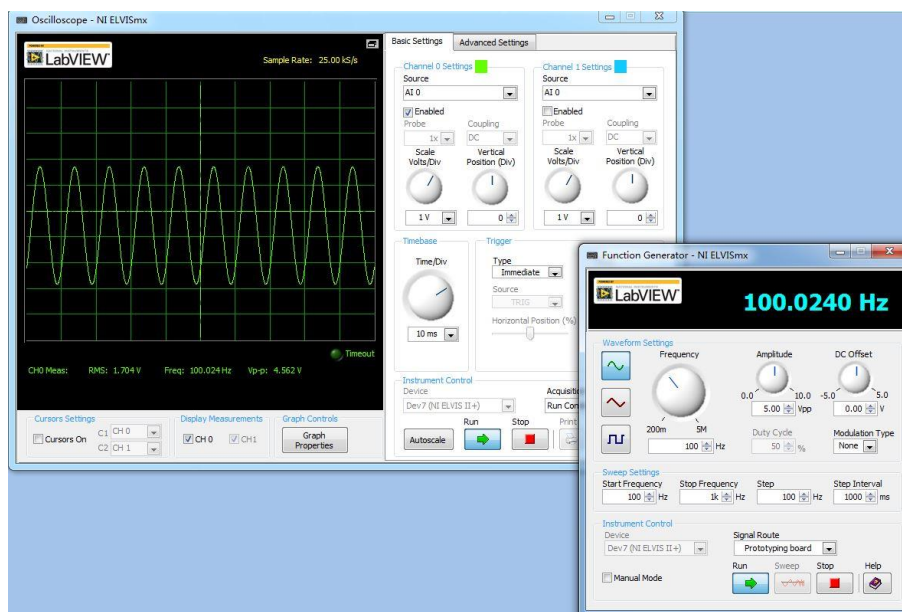 Oscilloscope - NI ELVISmx
LabVIEW
Sample Rate: 25.00 kS/s
Timeout
CH0 Meas: RMS: 1.704 V Freq: 100.024 Hz Vp-p: 4.562 V
Cursors Settings
Cursors On
C1 CH 0
C2 CH 1
Display Measurements
CH 0
CH1
Graph Controls
Graph Properties
Basic Settings
Advanced Settings
Channel 0 Settings
Source
AI 0
Enabled
Probe
Coupling
1x
DC
Scale
Volts/Div
Vertical
Position (Div)
1 V
0
Channel 1 Settings
Source
AI 0
Enabled
Probe
Coupling
1x
DC
Scale
Volts/Div
Vertical
Position (Div)
1 V
0
Timebase
Time/Div
10 ms
Trigger
Type
Immediate
Source
TRIG
Horizontal Position (%)
Instrument Control
Device
Dev7 (NI ELVIS II+)
Run Con
Autoscale
Run
Stop
Print
Function Generator - NI ELVISmx
LabVIEW
100.0240 Hz
Waveform Settings
Frequency
200m
5M
100 Hz
Amplitude
0.0
10.0
5.00 Vpp
DC Offset
-5.0
5.0
0.00 V
Duty Cycle
50 %
Modulation Type
None
Sweep Settings
Start Frequency
100 Hz
Stop Frequency
1k Hz
Step
100 Hz
Step Interval
1000 ms
Instrument Control
Device
Dev7 (NI ELVIS II+)
Signal Route
Prototyping board
Manual Mode
Run
Sweep
Stop
Help